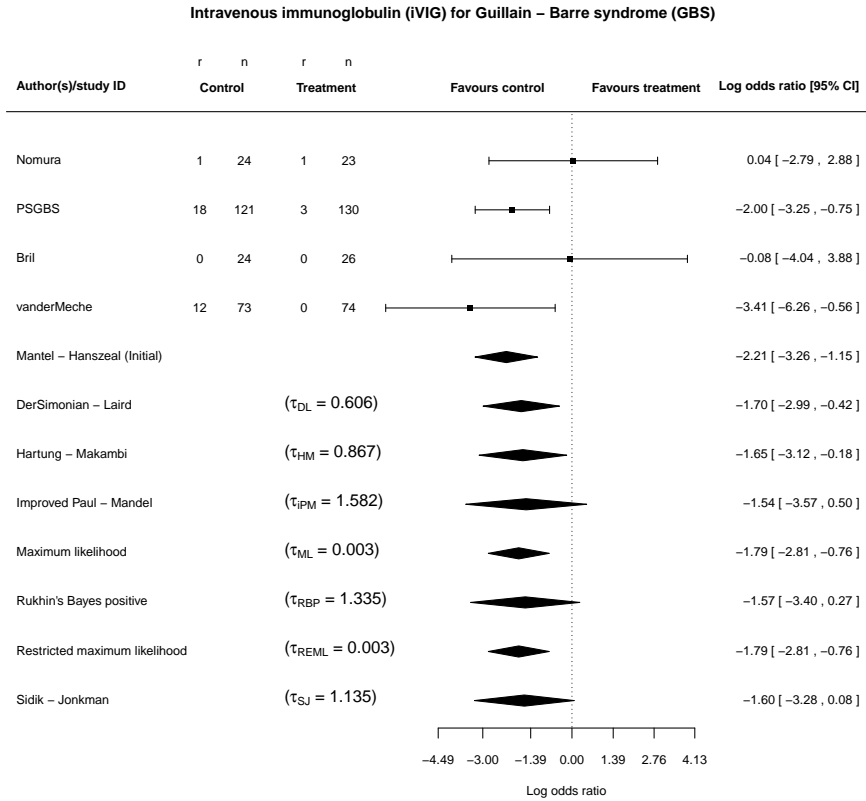 Intravenous immunoglobulin (iVIG) for Guillain − Barre syndrome (GBS)
r n r n
Author(s)/study ID Control Treatment Favours control Favours treatment Log odds ratio [95% CI]
Nomura 1 24 1 23 0.04 [ −2.79 , 2.88 ]
PSGBS 18 121 3 130 −2.00 [ −3.25 , −0.75 ]
Bril 0 24 0 26 −0.08 [ −4.04 , 3.88 ]
vanderMeche 12 73 0 74 −3.41 [ −6.26 , −0.56 ]
Mantel − Hanszeal (Initial) −2.21 [ −3.26 , −1.15 ]
DerSimonian − Laird (τDL = 0.606) −1.70 [ −2.99 , −0.42 ]
Hartung − Makambi (τHM = 0.867) −1.65 [ −3.12 , −0.18 ]
Improved Paul − Mandel (τiPM = 1.582) −1.54 [ −3.57 , 0.50 ]
Maximum likelihood (τML = 0.003) −1.79 [ −2.81 , −0.76 ]
Rukhin's Bayes positive (τRBP = 1.335) −1.57 [ −3.40 , 0.27 ]
Restricted maximum likelihood (τREML = 0.003) −1.79 [ −2.81 , −0.76 ]
Sidik − Jonkman (τSJ = 1.135) −1.60 [ −3.28 , 0.08 ]
−4.49 −3.00 −1.39 0.00 1.39 2.76 4.13
Log odds ratio